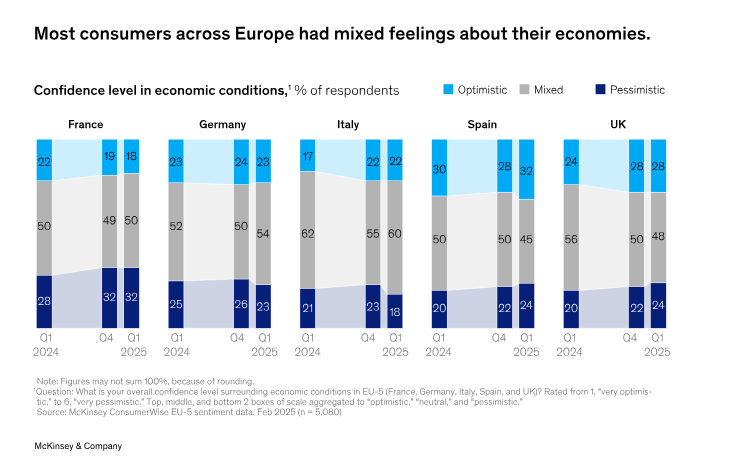 Most consumers across Europe had mixed feelings about their economies.
Confidence level in economic conditions,¹ % of respondents
Optimistic Mixed Pessimistic
France Germany Italy Spain UK
22 19 18 23 24 23 17 22 22 30 28 32 24 28 28
50 49 50 52 50 54 62 55 60 50 50 45 56 50 48
28 32 32 25 26 23 21 23 18 20 22 24 20 22 24
Q1 Q4 Q1 Q1 Q4 Q1 Q1 Q4 Q1 Q1 Q4 Q1 Q1 Q4 Q1
2024 2025 2024 2025 2024 2025 2024 2025 2024 2025
Note: Figures may not sum 100%, because of rounding.
¹Question: What is your overall confidence level surrounding economic conditions in EU-5 (France, Germany, Italy, Spain, and UK)? Rated from 1, “very optimis-
tic,” to 6, “very pessimistic.” Top, middle, and bottom 2 boxes of scale aggregated to “optimistic,” “neutral,” and “pessimistic.”
Source: McKinsey ConsumerWise EU-5 sentiment data, Feb 2025 (n = 5,080)
McKinsey & Company